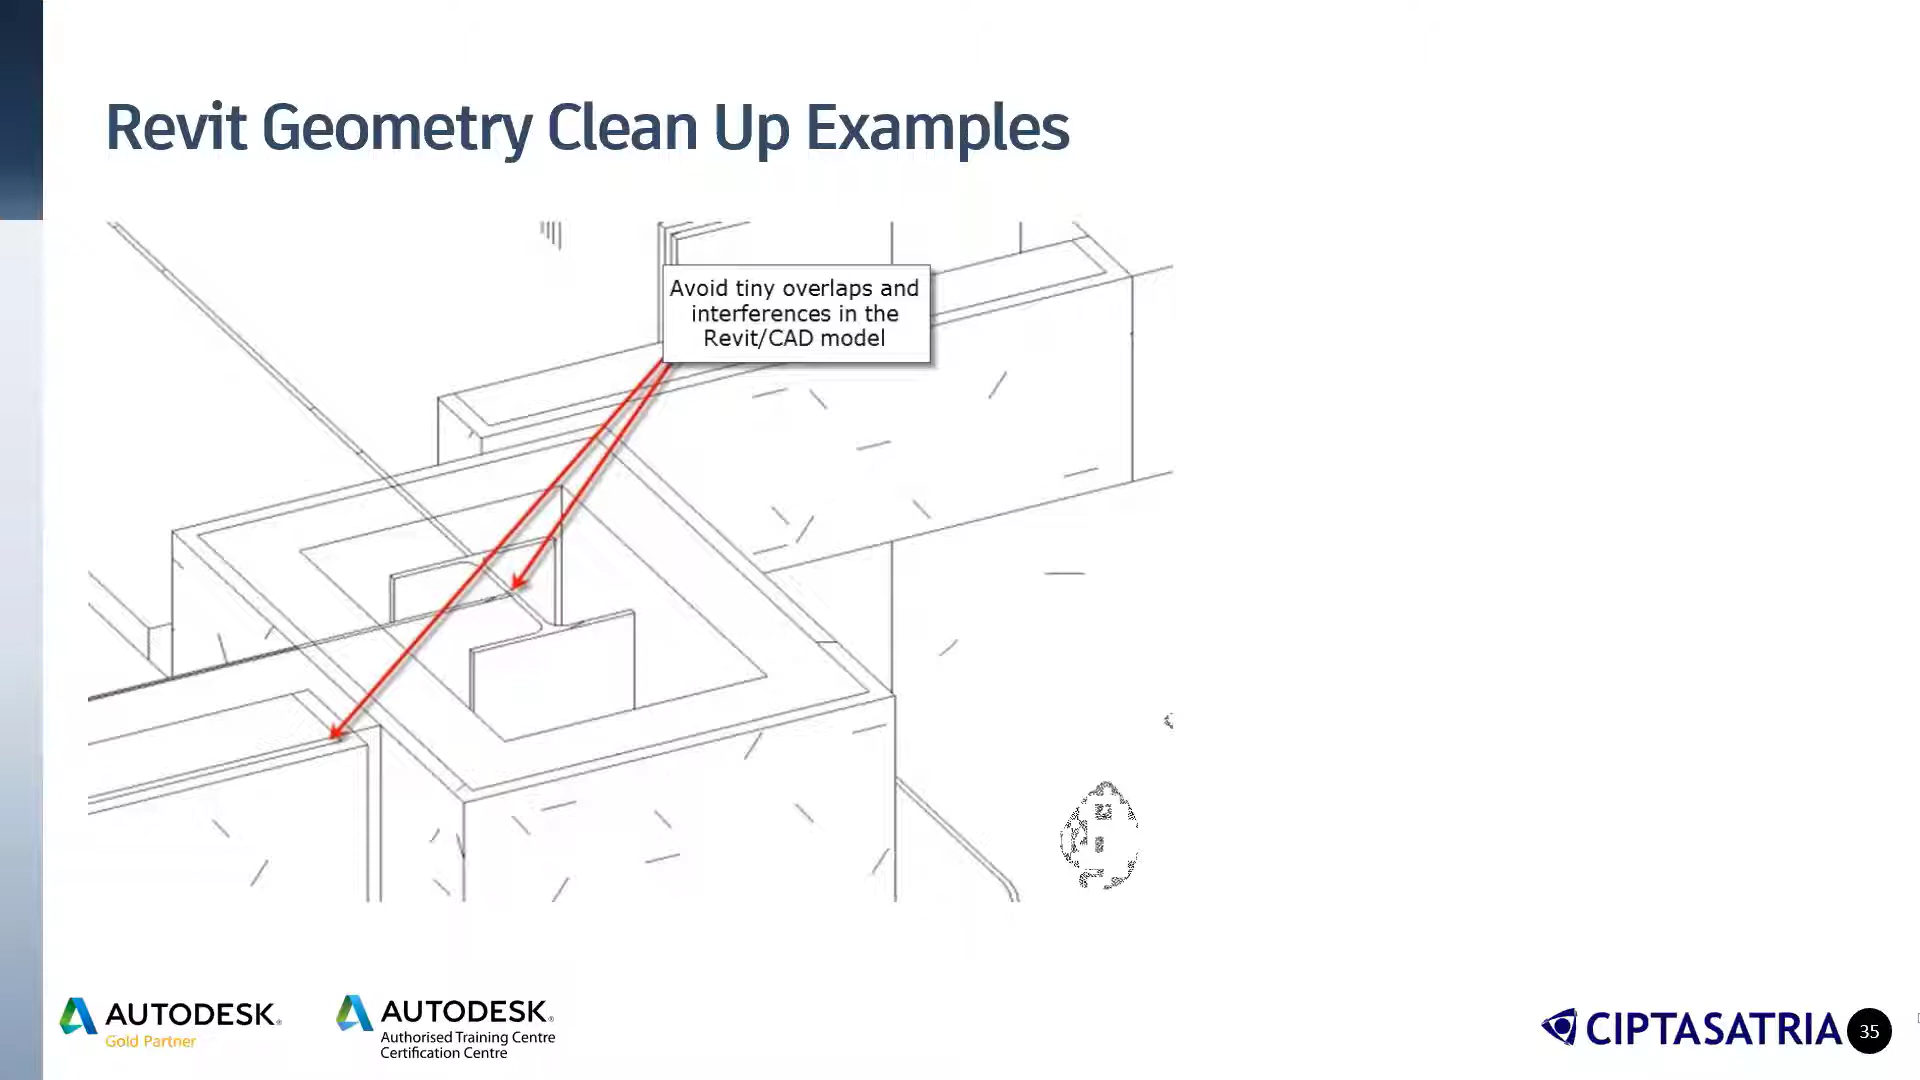 Revit Geometry Clean Up Examples
Avoid tiny overlaps and
interferences in the
Revit/CAD model
AUTODESK®
Gold Partner
AUTODESK®
Authorised Training Centre
Certification Centre
CIPTASATRIA
35